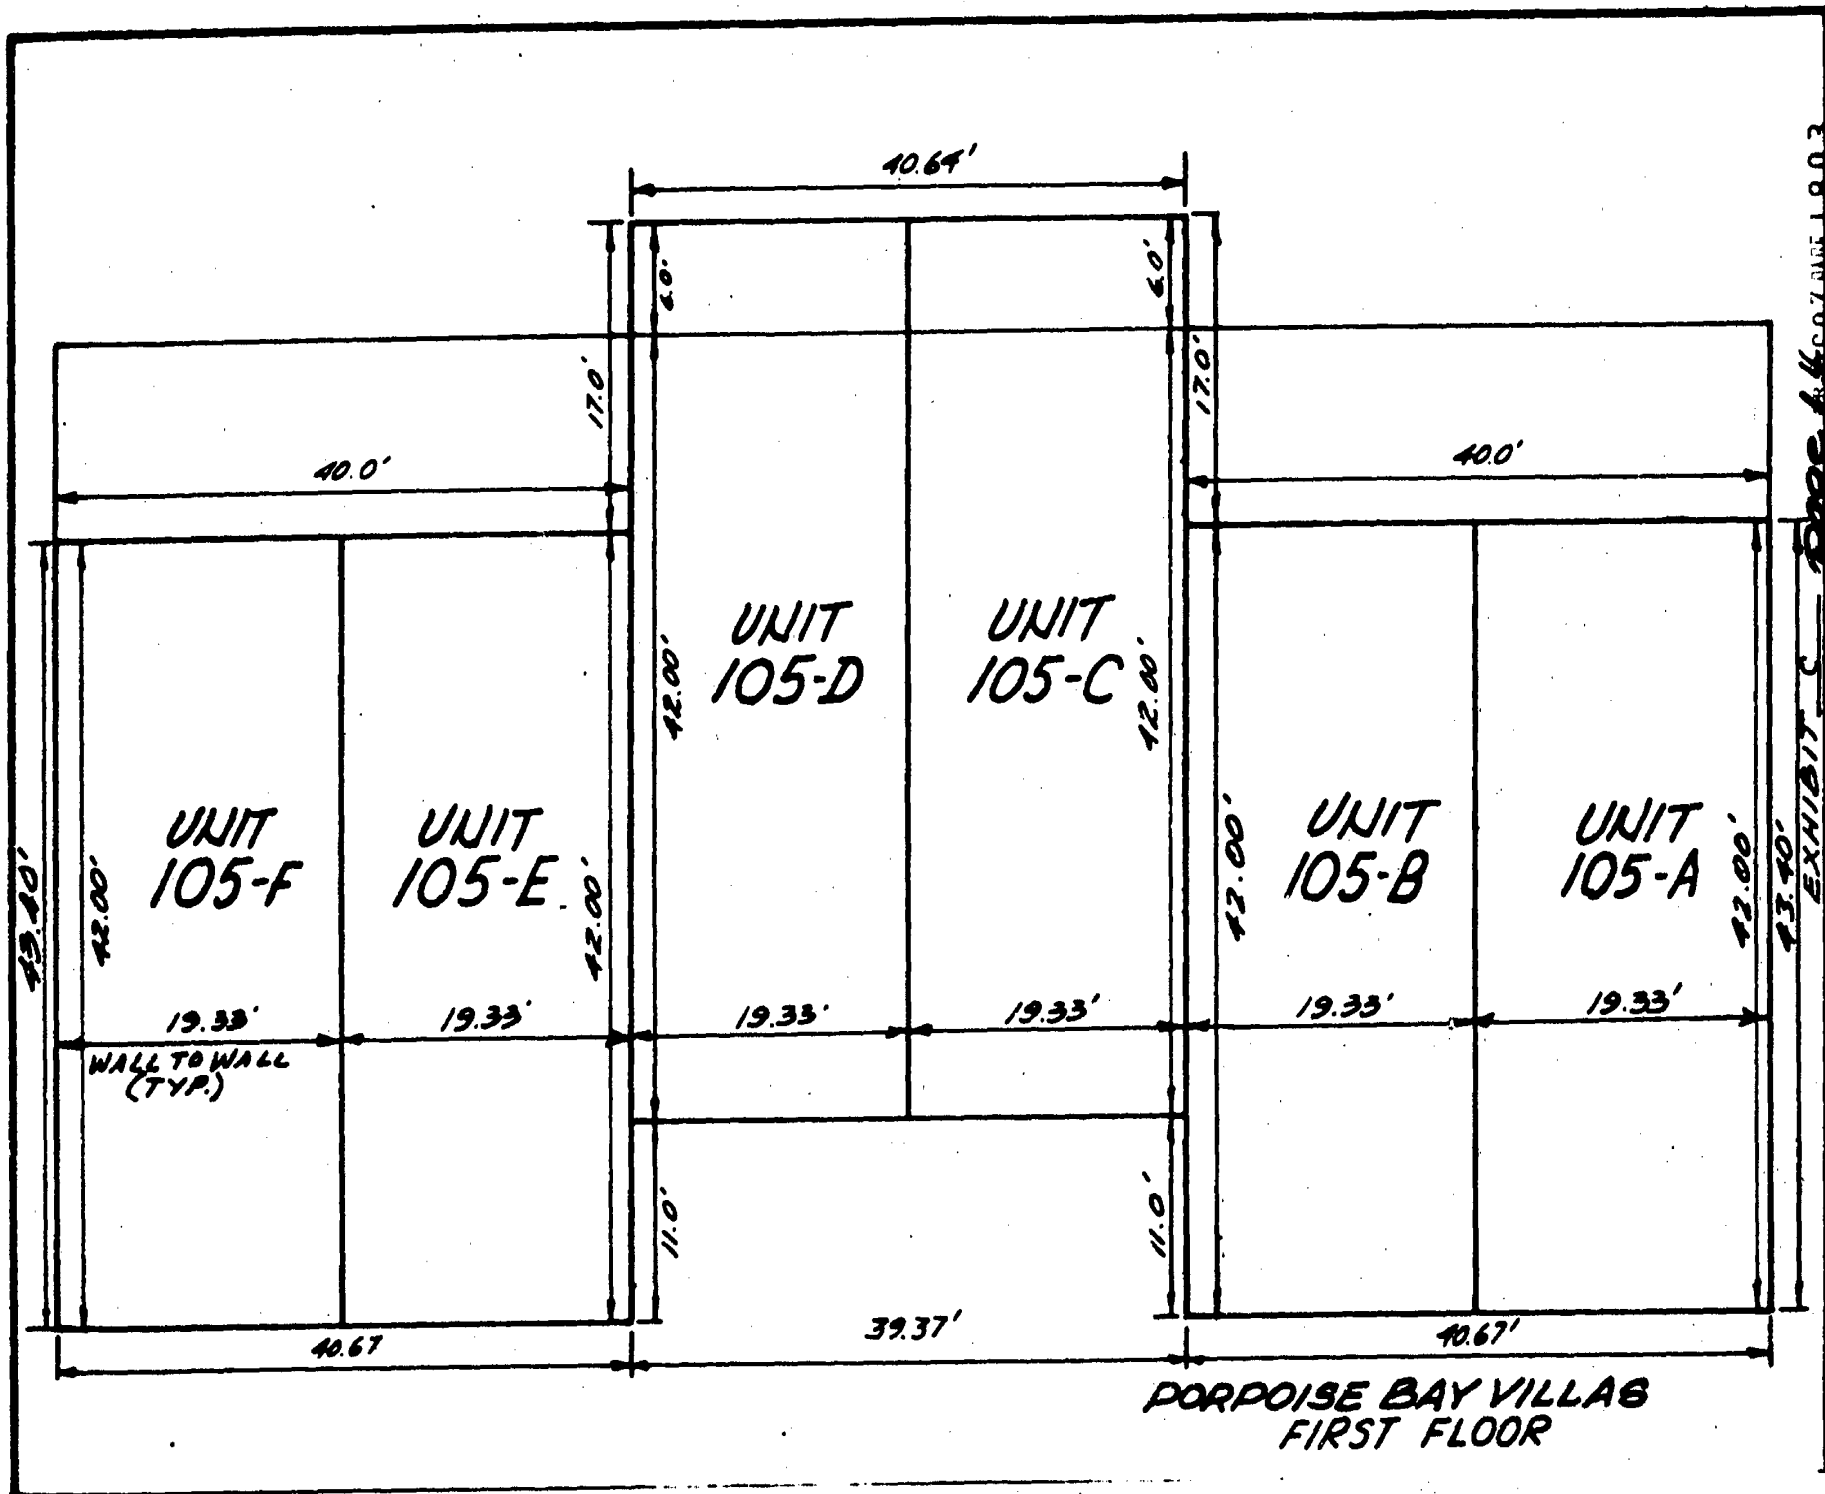 40.64'
6.0'
6.0'
17.0'
17.0'
40.0'
40.0'
UNIT
105-D
UNIT
105-C
42.00'
42.00'
UNIT
105-F
UNIT
105-E
UNIT
105-B
UNIT
105-A
43.40'
42.00'
42.00'
42.00'
42.00'
43.40'
19.33'
19.33'
19.33'
19.33'
19.33'
19.33'
WALL TO WALL
(TYP.)
11.0'
11.0'
40.67
39.37'
40.67'
PORPOISE BAY VILLAS
FIRST FLOOR
EXHIBIT C
1803